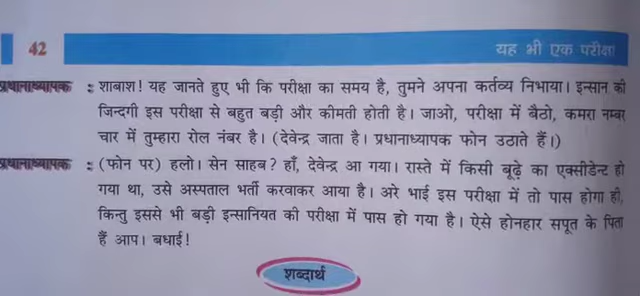 42
यह भी एक परीक्षा
प्रधानाध्यापक : शाबाश! यह जानते हुए भी कि परीक्षा का समय है, तुमने अपना कर्तव्य निभाया। इन्सान की
जिन्दगी इस परीक्षा से बहुत बड़ी और कीमती होती है। जाओ, परीक्षा में बैठो, कमरा नम्बर
चार में तुम्हारा रोल नंबर है। (देवेन्द्र जाता है। प्रधानाध्यापक फोन उठाते हैं।)
प्रधानाध्यापक : (फोन पर) हलो। सेन साहब? हाँ, देवेन्द्र आ गया। रास्ते में किसी बूढ़े का एक्सीडेन्ट हो
गया था, उसे अस्पताल भर्ती करवाकर आया है। अरे भाई इस परीक्षा में तो पास होगा ही,
किन्तु इससे भी बड़ी इन्सानियत की परीक्षा में पास हो गया है। ऐसे होनहार सपूत के पिता
हैं आप। बधाई!
शब्दार्थ